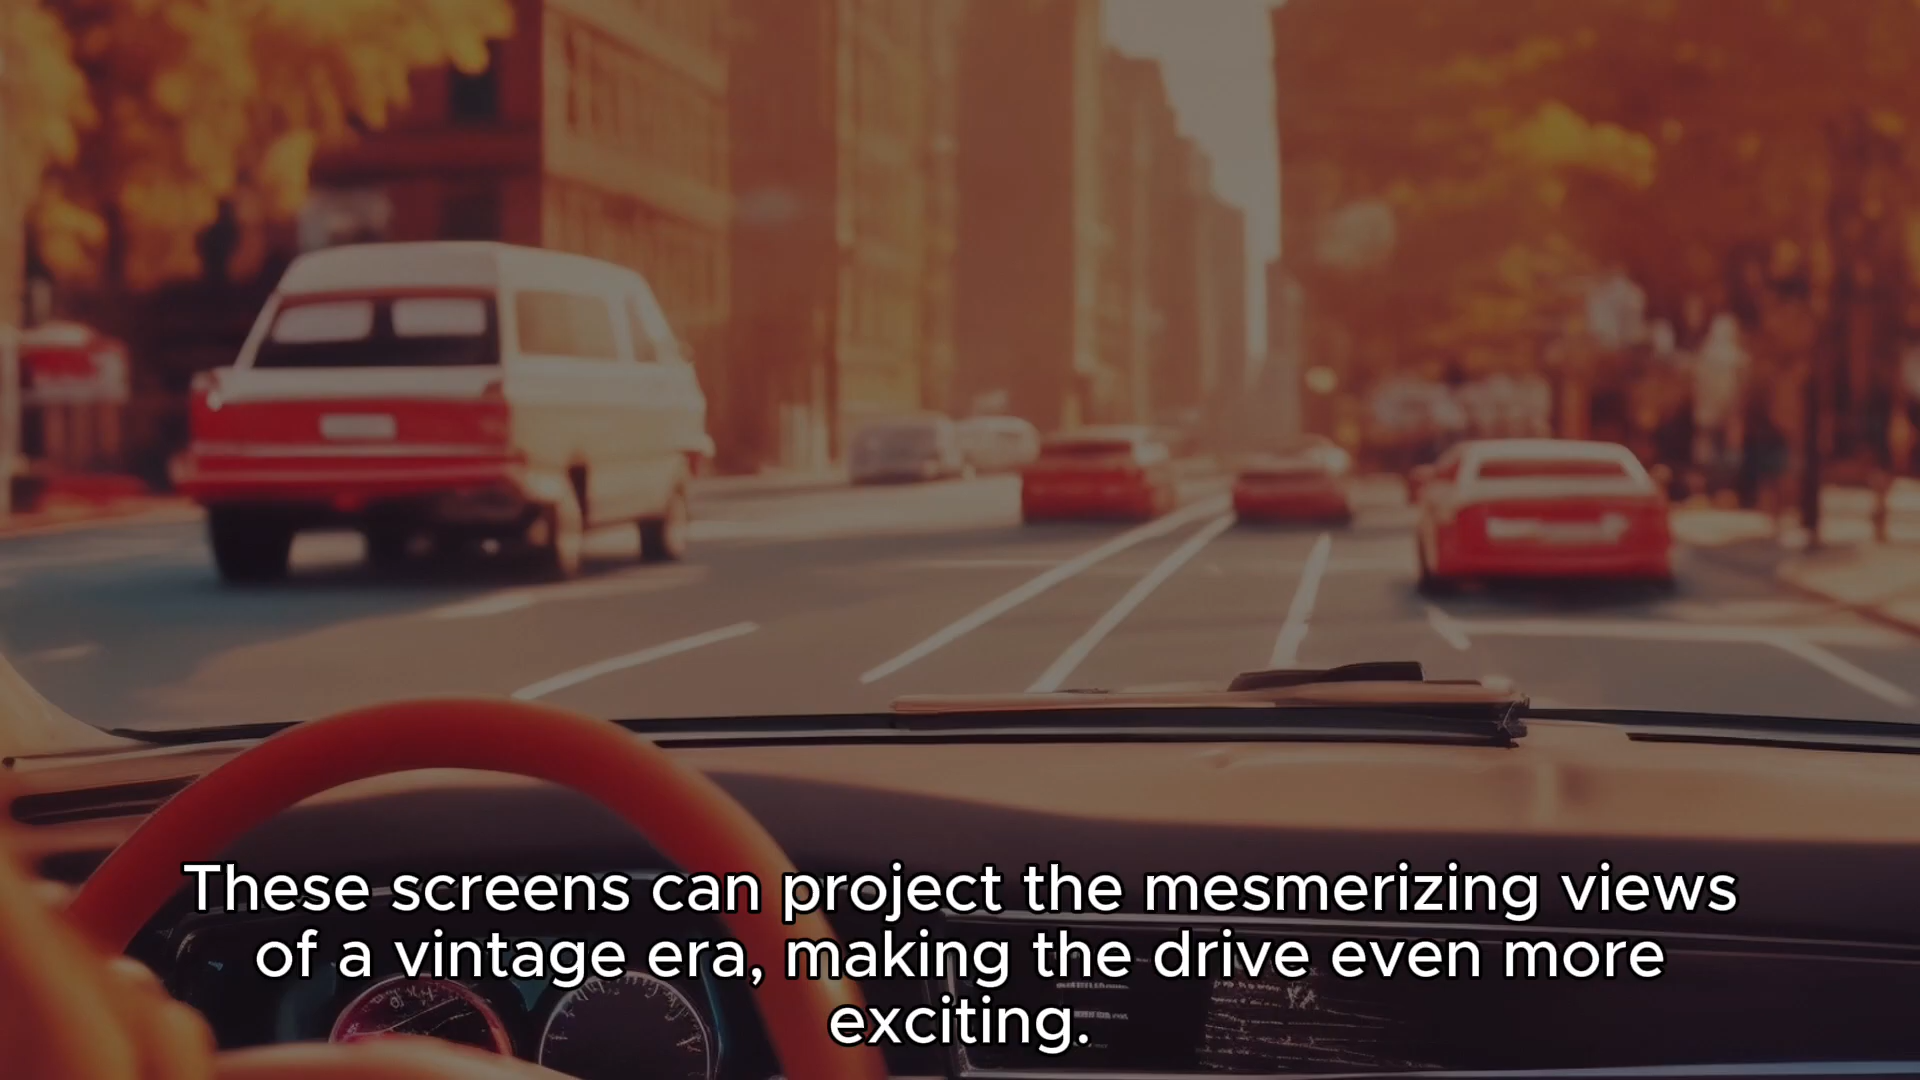 These screens can project the mesmerizing views
of a vintage era, making the drive even more
exciting.